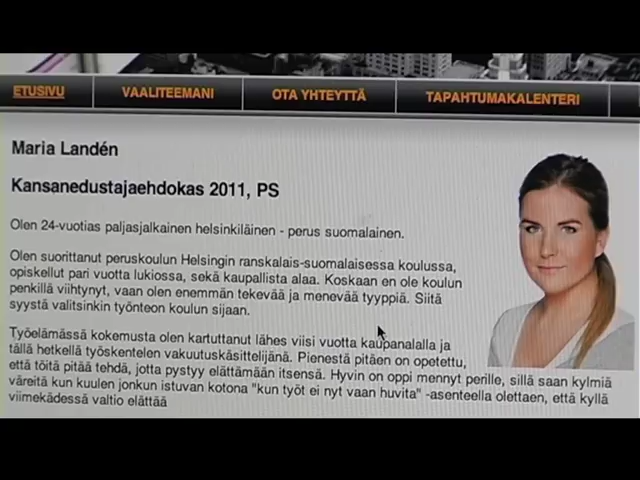 ETUSIVU
VAALITEEMANI
OTA YHTEYTTÄ
TAPAHTUMAKALENTERI
Maria Landén
Kansanedustajaehdokas 2011, PS
Olen 24-vuotias paljasjalkainen helsinkiläinen - perus suomalainen.
Olen suorittanut peruskoulun Helsingin ranskalais-suomalaisessa koulussa,
opiskellut pari vuotta lukiossa, sekä kaupallista alaa. Koskaan en ole koulun
penkillä viihtynyt, vaan olen enemmän tekevää ja menevää tyyppiä. Siitä
syystä valitsinkin työnteon koulun sijaan.
Työelämässä kokemusta olen kartuttanut lähes viisi vuotta kaupanalalla ja
tällä hetkellä työskentelen vakuutuskäsittelijänä. Pienestä pitäen on opetettu,
että töitä pitää tehdä, jotta pystyy elättämään itsensä. Hyvin on oppi mennyt perille, sillä saan kylmiä
väreitä kun kuulen jonkun istuvan kotona "kun työt ei nyt vaan huvita" -asenteella olettaen, että kyllä
viimekädessä valtio elättää